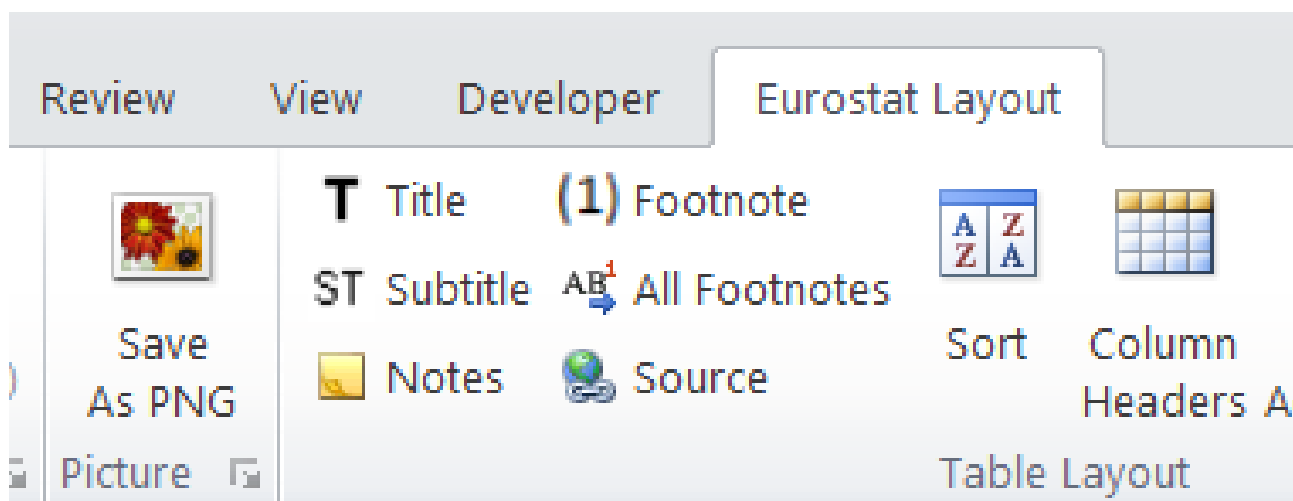 Review View Developer Eurostat Layout
T Title (1) Footnote
ST Subtitle AB1 All Footnotes
Notes Source
A Z
Z A
Save
As PNG
Sort
Column
Headers
Picture
Table Layout